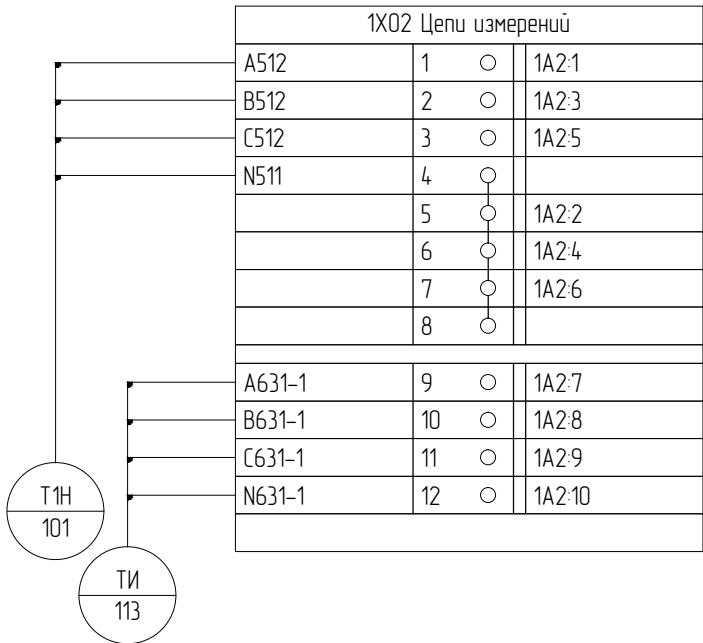 1X02 Цепи измерений
A512 1 1A2:1
B512 2 1A2:3
C512 3 1A2:5
N511 4
5 1A2:2
6 1A2:4
7 1A2:6
8
A631-1 9 1A2:7
B631-1 10 1A2:8
C631-1 11 1A2:9
N631-1 12 1A2:10
Т1Н
101
ТИ
113